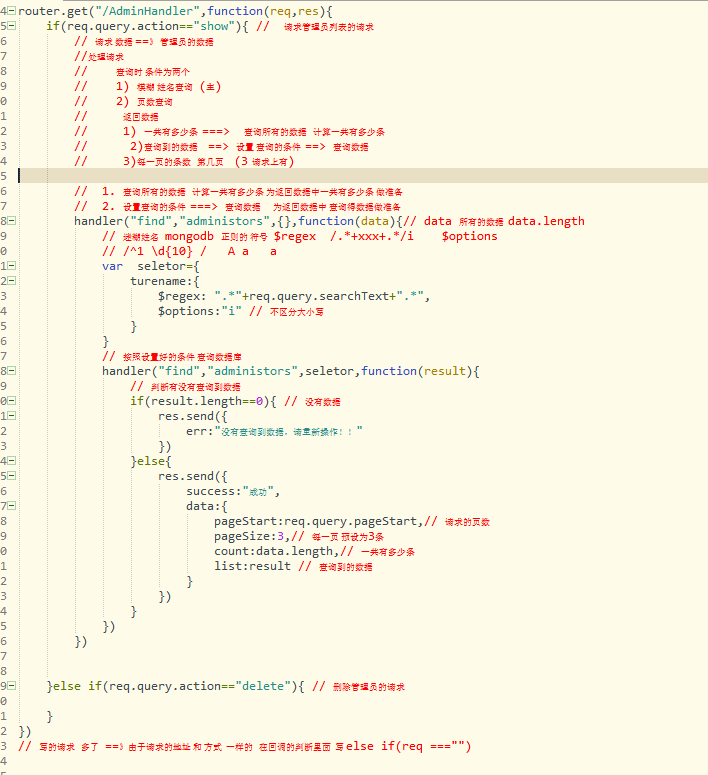 4 router.get("/AdminHandler",function(req,res){
5 if(req.query.action=="show"){ // 请求管理员列表的请求
6 // 请求 数据 ==》 管理员的数据
7 //处理请求
8 // 查询时 条件为两个
9 // 1) 模糊 姓名查询 (主)
0 // 2) 页数查询
1 // 返回数据
2 // 1) 一共有多少条 ===> 查询所有的数据 计算一共有多少条
3 // 2)查询到的数据 ==> 设置 查询的条件 ==> 查询数据
4 // 3)每一页的条数 第几页 (3 请求上有)
5
6 // 1. 查询所有的数据 计算一共有多少条 为返回数据中一共有多少条 做准备
7 // 2. 设置查询的条件 ===> 查询数据 为返回数据中 查询得数据做准备
8 handler("find","administors",{},function(data){// data 所有的数据 data.length
9 // 迷糊姓名 mongodb 正则的 符号 $regex /.*+xxx+.*/i $options
0 // /^1 \d{10} / A a a
1 var seletor={
2 turename:{
3 $regex: ".*"+req.query.searchText+".*",
4 $options:"i" // 不区分大小写
5 }
6 }
7 // 按照设置好的条件 查询数据库
8 handler("find","administors",seletor,function(result){
9 // 判断有没有查询到数据
0 if(result.length==0){ // 没有数据
1 res.send({
2 err:"没有查询到数据，请重新操作！！"
3 })
4 }else{
5 res.send({
6 success:"成功",
7 data:{
8 pageStart:req.query.pageStart,// 请求的页数
9 pageSize:3,// 每一页 预设为3条
0 count:data.length,// 一共有多少条
1 list:result // 查询到的数据
2 }
3 })
4 }
5 })
6 })
7
8
9 }else if(req.query.action=="delete"){ // 删除管理员的请求
0
1 }
2 })
3 // 写的请求 多了 ==》由于请求的地址 和 方式 一样的 在回调的判断里面 写 else if(req ==="")
4
5